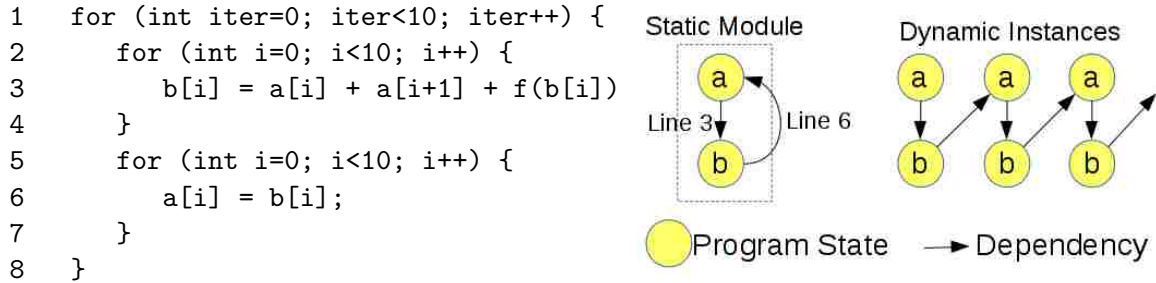 1 for (int iter=0; iter<10; iter++) {
2 for (int i=0; i<10; i++) {
3 b[i] = a[i] + a[i+1] + f(b[i])
4 }
5 for (int i=0; i<10; i++) {
6 a[i] = b[i];
7 }
8 }
Static Module
a
Line 3
Line 6
b
Dynamic Instances
a a a
b b b
Program State
Dependency